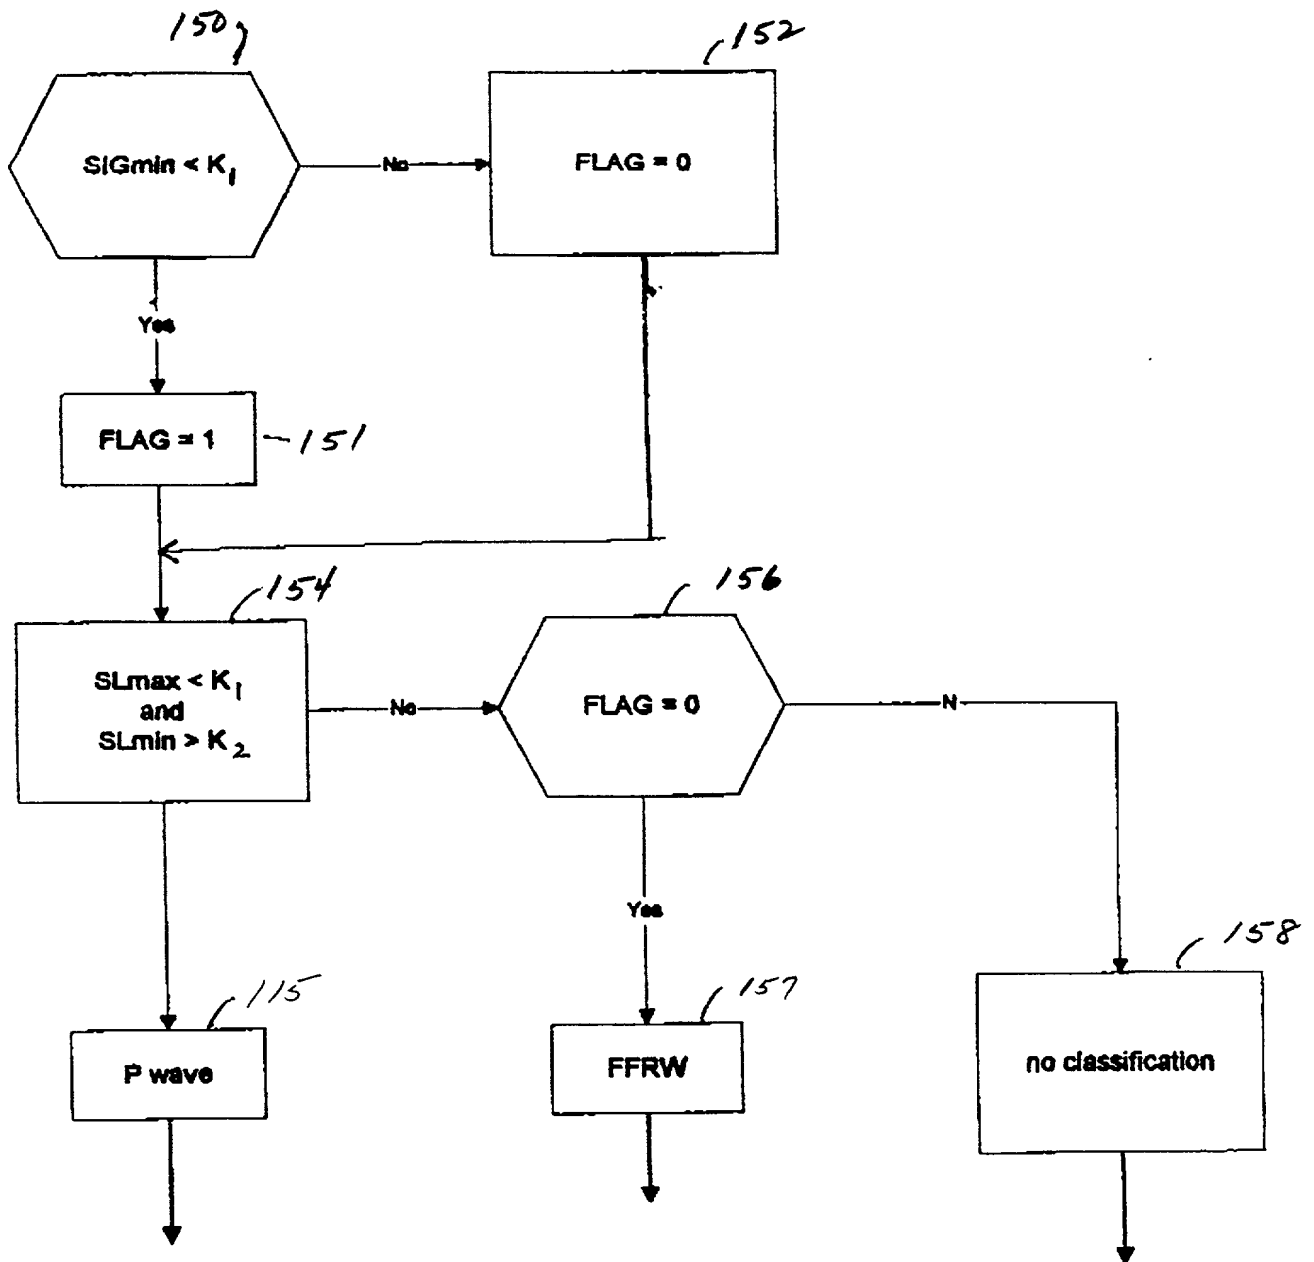 150
152
SIGmin < K1
No
FLAG = 0
Yes
FLAG = 1
151
154
156
SLmax < K1
and
SLmin > K2
No
FLAG = 0
N
Yes
158
115
157
P wave
FFRW
no classification